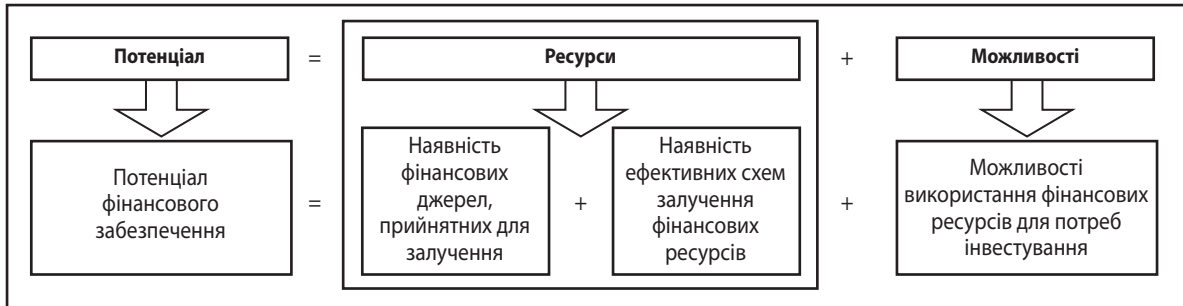 Потенціал = Ресурси + Можливості
Потенціал
фінансового
забезпечення
=
Наявність
фінансових
джерел,
прийнятних для
залучення
+
Наявність
ефективних схем
залучення
фінансових
ресурсів
+
Можливості
використання фінансових
ресурсів для потреб
інвестування